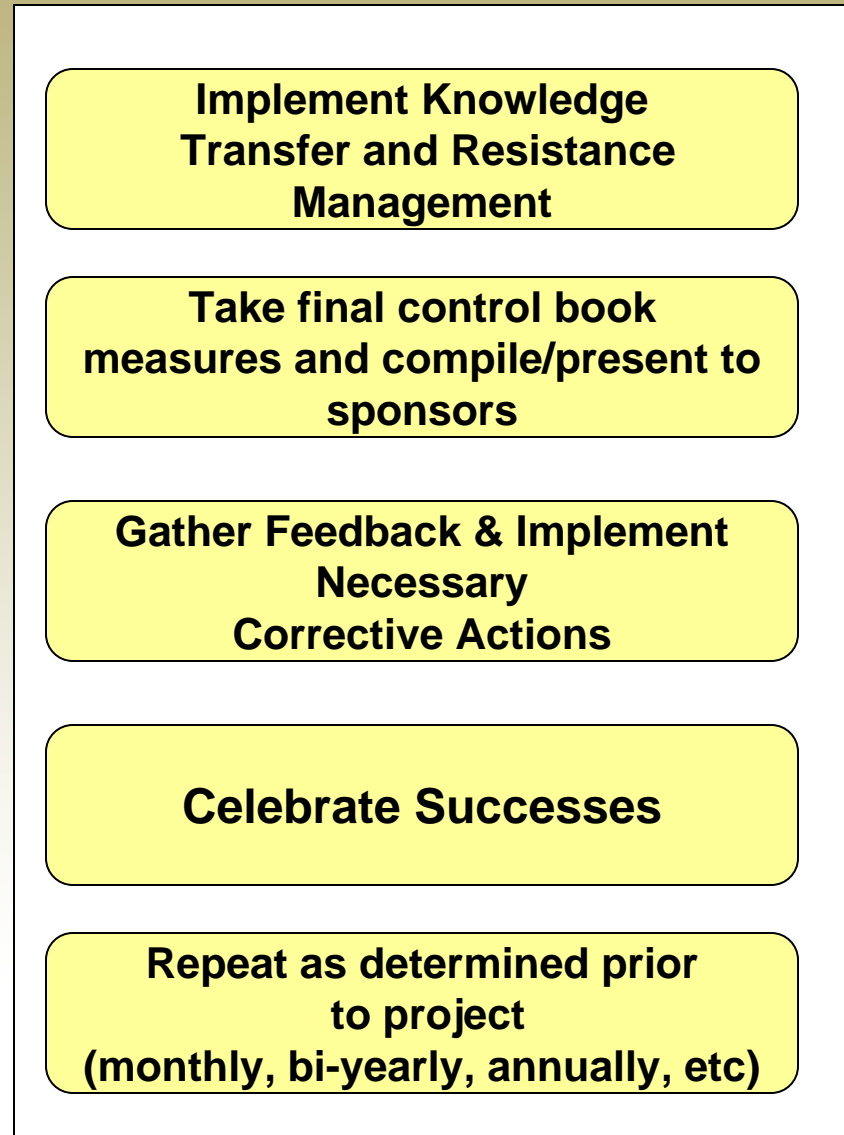 Implement Knowledge
Transfer and Resistance
Management
Take final control book
measures and compile/present to
sponsors
Gather Feedback & Implement
Necessary
Corrective Actions
Celebrate Successes
Repeat as determined prior
to project
(monthly, bi-yearly, annually, etc)